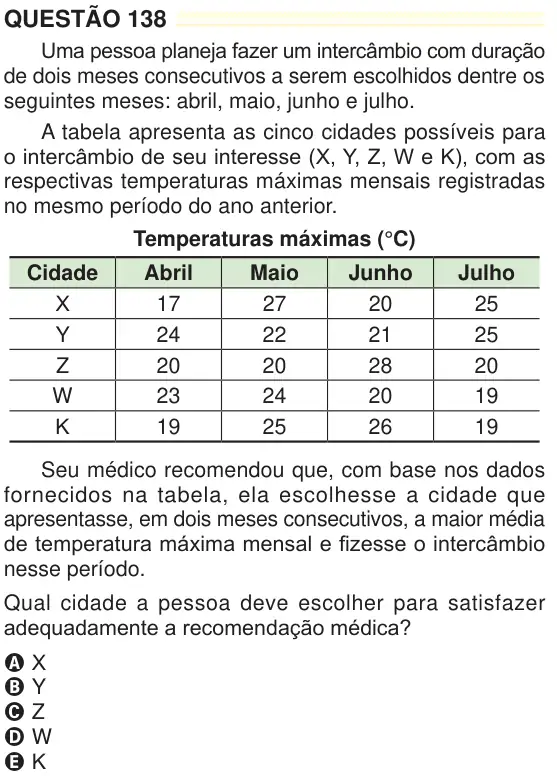 QUESTÃO 138
Uma pessoa planeja fazer um intercâmbio com duração
de dois meses consecutivos a serem escolhidos dentre os
seguintes meses: abril, maio, junho e julho.
A tabela apresenta as cinco cidades possíveis para
o intercâmbio de seu interesse (X, Y, Z, W e K), com as
respectivas temperaturas máximas mensais registradas
no mesmo período do ano anterior.
Temperaturas máximas (°C)
Cidade Abril Maio Junho Julho
X 17 27 20 25
Y 24 22 21 25
Z 20 20 28 20
W 23 24 20 19
K 19 25 26 19
Seu médico recomendou que, com base nos dados
fornecidos na tabela, ela escolhesse a cidade que
apresentasse, em dois meses consecutivos, a maior média
de temperatura máxima mensal e fizesse o intercâmbio
nesse período.
Qual cidade a pessoa deve escolher para satisfazer
adequadamente a recomendação médica?
A X
B Y
C Z
D W
E K